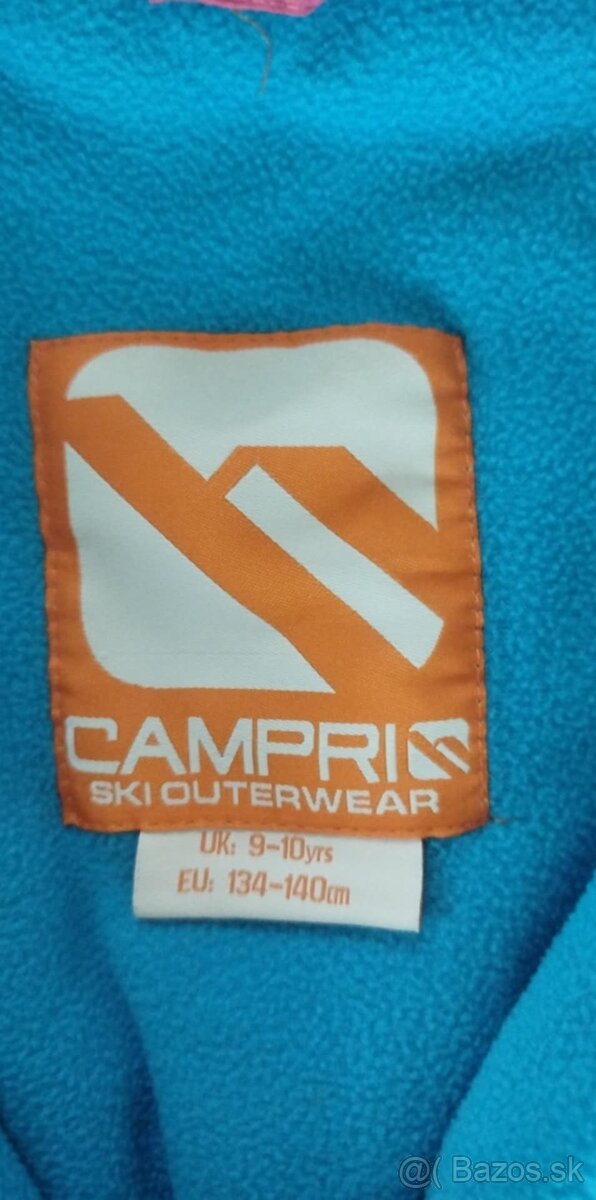 CAMPRI
SKI OUTERWEAR
UK: 9-10yrs
EU: 134-140cm
@( Bazos.sk